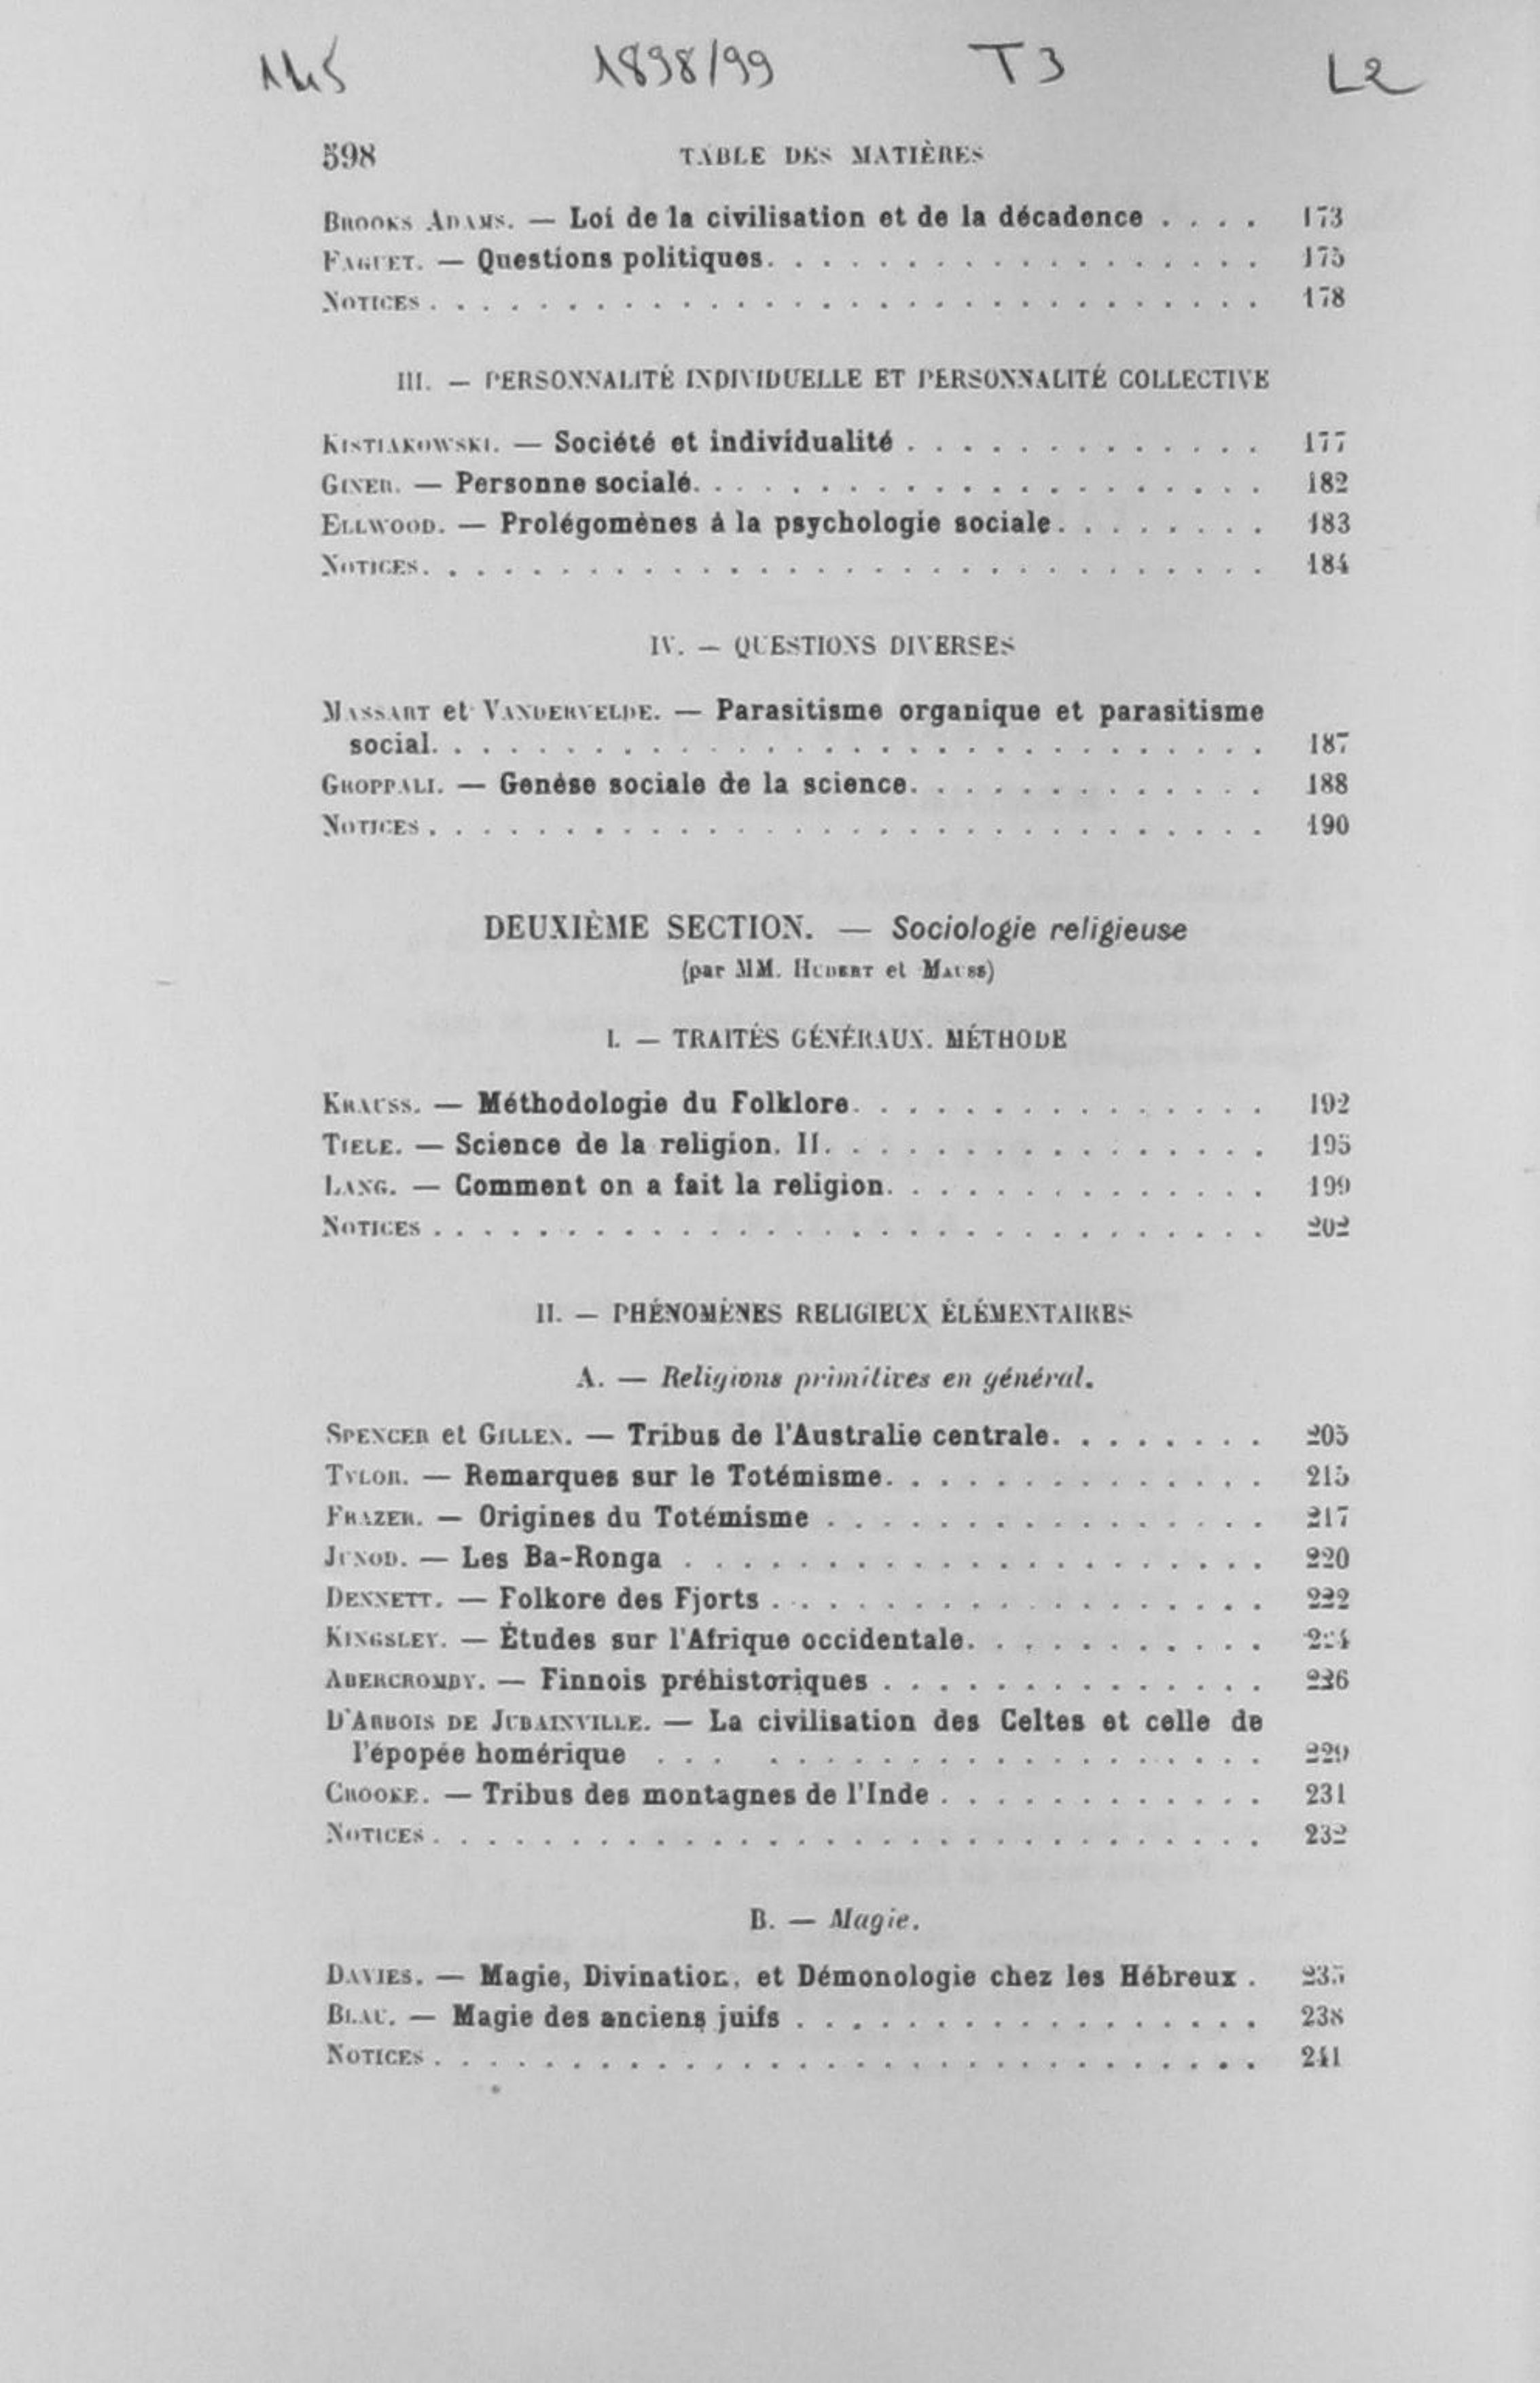 145 1898/99 T3 L2
598 TABLE DES MATIÈRES
BROOKS ADAMS. — Loi de la civilisation et de la décadence . . . . 173
FAGUET. — Questions politiques. . . . . . . . . . . . . . . . . . 175
NOTICES . . . . . . . . . . . . . . . . . . . . . . . . . . . . . . 178
III. — PERSONNALITÉ INDIVIDUELLE ET PERSONNALITÉ COLLECTIVE
KISTIAKOWSKI. — Société et individualité . . . . . . . . . . . . . 177
GINER. — Personne sociale. . . . . . . . . . . . . . . . . . . . . 182
ELLWOOD. — Prolégomènes à la psychologie sociale. . . . . . . . 183
NOTICES. . . . . . . . . . . . . . . . . . . . . . . . . . . . . . 184
IV. — QUESTIONS DIVERSES
MASSART et VANDERVELDE. — Parasitisme organique et parasitisme
social. . . . . . . . . . . . . . . . . . . . . . . . . . . . . . 187
GROPPALI. — Genèse sociale de la science. . . . . . . . . . . . . 188
NOTICES . . . . . . . . . . . . . . . . . . . . . . . . . . . . . . 190
DEUXIÈME SECTION. — Sociologie religieuse
(par MM. HUBERT et MAUSS)
I. — TRAITÉS GÉNÉRAUX. MÉTHODE
KRAUSS. — Méthodologie du Folklore. . . . . . . . . . . . . . . 192
TIELE. — Science de la religion. II. . . . . . . . . . . . . . . . 195
LANG. — Comment on a fait la religion. . . . . . . . . . . . . . 199
NOTICES . . . . . . . . . . . . . . . . . . . . . . . . . . . . . . 202
II. — PHÉNOMÈNES RELIGIEUX ÉLÉMENTAIRES
A. — Religions primitives en général.
SPENCER et GILLEN. — Tribus de l'Australie centrale. . . . . . . . 205
TYLOR. — Remarques sur le Totémisme. . . . . . . . . . . . . . 215
FRAZER. — Origines du Totémisme . . . . . . . . . . . . . . . . 217
JUNOD. — Les Ba-Ronga . . . . . . . . . . . . . . . . . . . . . 220
DENNETT. — Folkore des Fjorts . . . . . . . . . . . . . . . . . . 222
KINGSLEY. — Études sur l'Afrique occidentale. . . . . . . . . . . 224
ABERCROMBY. — Finnois préhistoriques . . . . . . . . . . . . . . 226
D'ARBOIS DE JUBAINVILLE. — La civilisation des Celtes et celle de
l'épopée homérique . . . . . . . . . . . . . . . . . . . . . 229
CROOKE. — Tribus des montagnes de l'Inde . . . . . . . . . . . . 231
NOTICES . . . . . . . . . . . . . . . . . . . . . . . . . . . . . . 232
B. — Magie.
DAVIES. — Magie, Divination, et Démonologie chez les Hébreux . 235
BLAU. — Magie des anciens juifs . . . . . . . . . . . . . . . . . 238
NOTICES . . . . . . . . . . . . . . . . . . . . . . . . . . . . . . 241